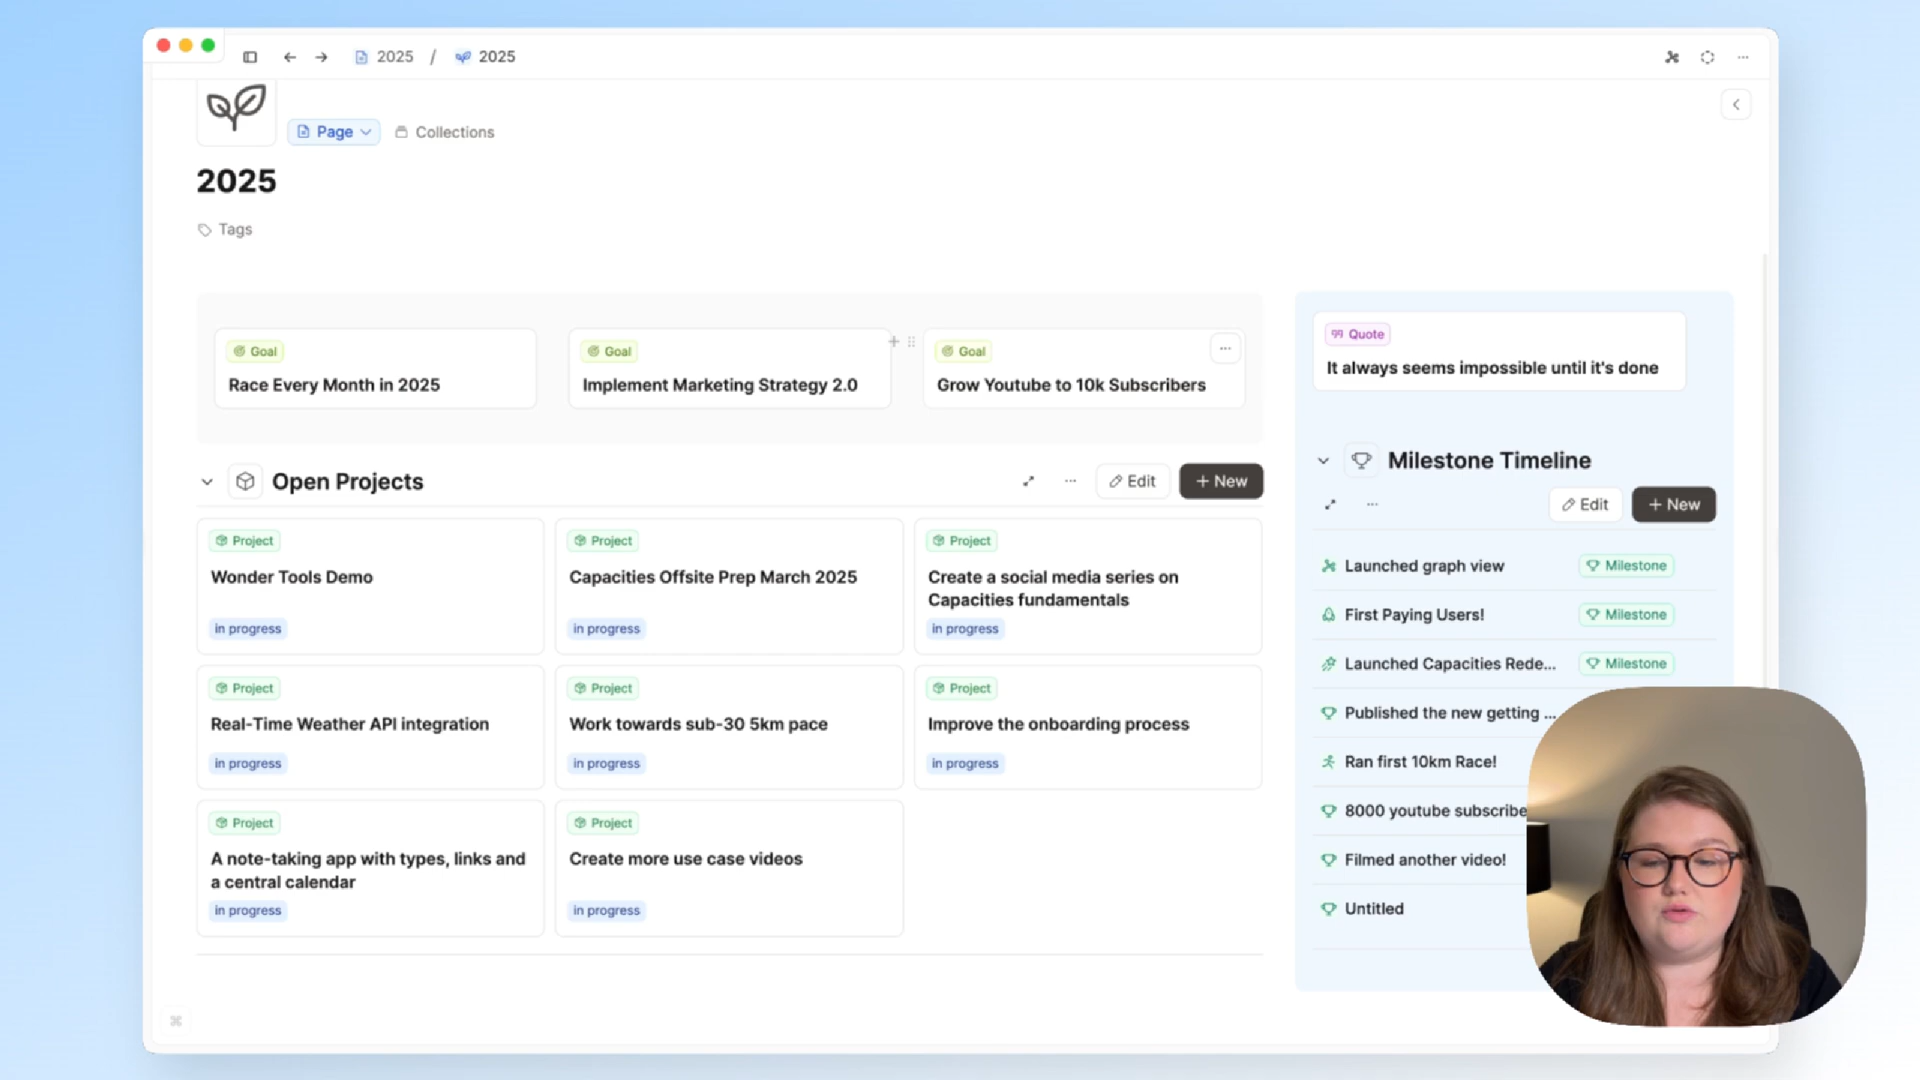 2025 / 2025
Page
Collections
2025
Tags
Goal
Race Every Month in 2025
Goal
Implement Marketing Strategy 2.0
Goal
Grow Youtube to 10k Subscribers
Open Projects
Edit
+ New
Project
Wonder Tools Demo
in progress
Project
Capacities Offsite Prep March 2025
in progress
Project
Create a social media series on
Capacities fundamentals
in progress
Project
Real-Time Weather API integration
in progress
Project
Work towards sub-30 5km pace
in progress
Project
Improve the onboarding process
in progress
Project
A note-taking app with types, links and
a central calendar
in progress
Project
Create more use case videos
in progress
Quote
It always seems impossible until it's done
Milestone Timeline
Edit
+ New
Launched graph view Milestone
First Paying Users! Milestone
Launched Capacities Rede... Milestone
Published the new getting ...
Ran first 10km Race!
8000 youtube subscribe
Filmed another video!
Untitled